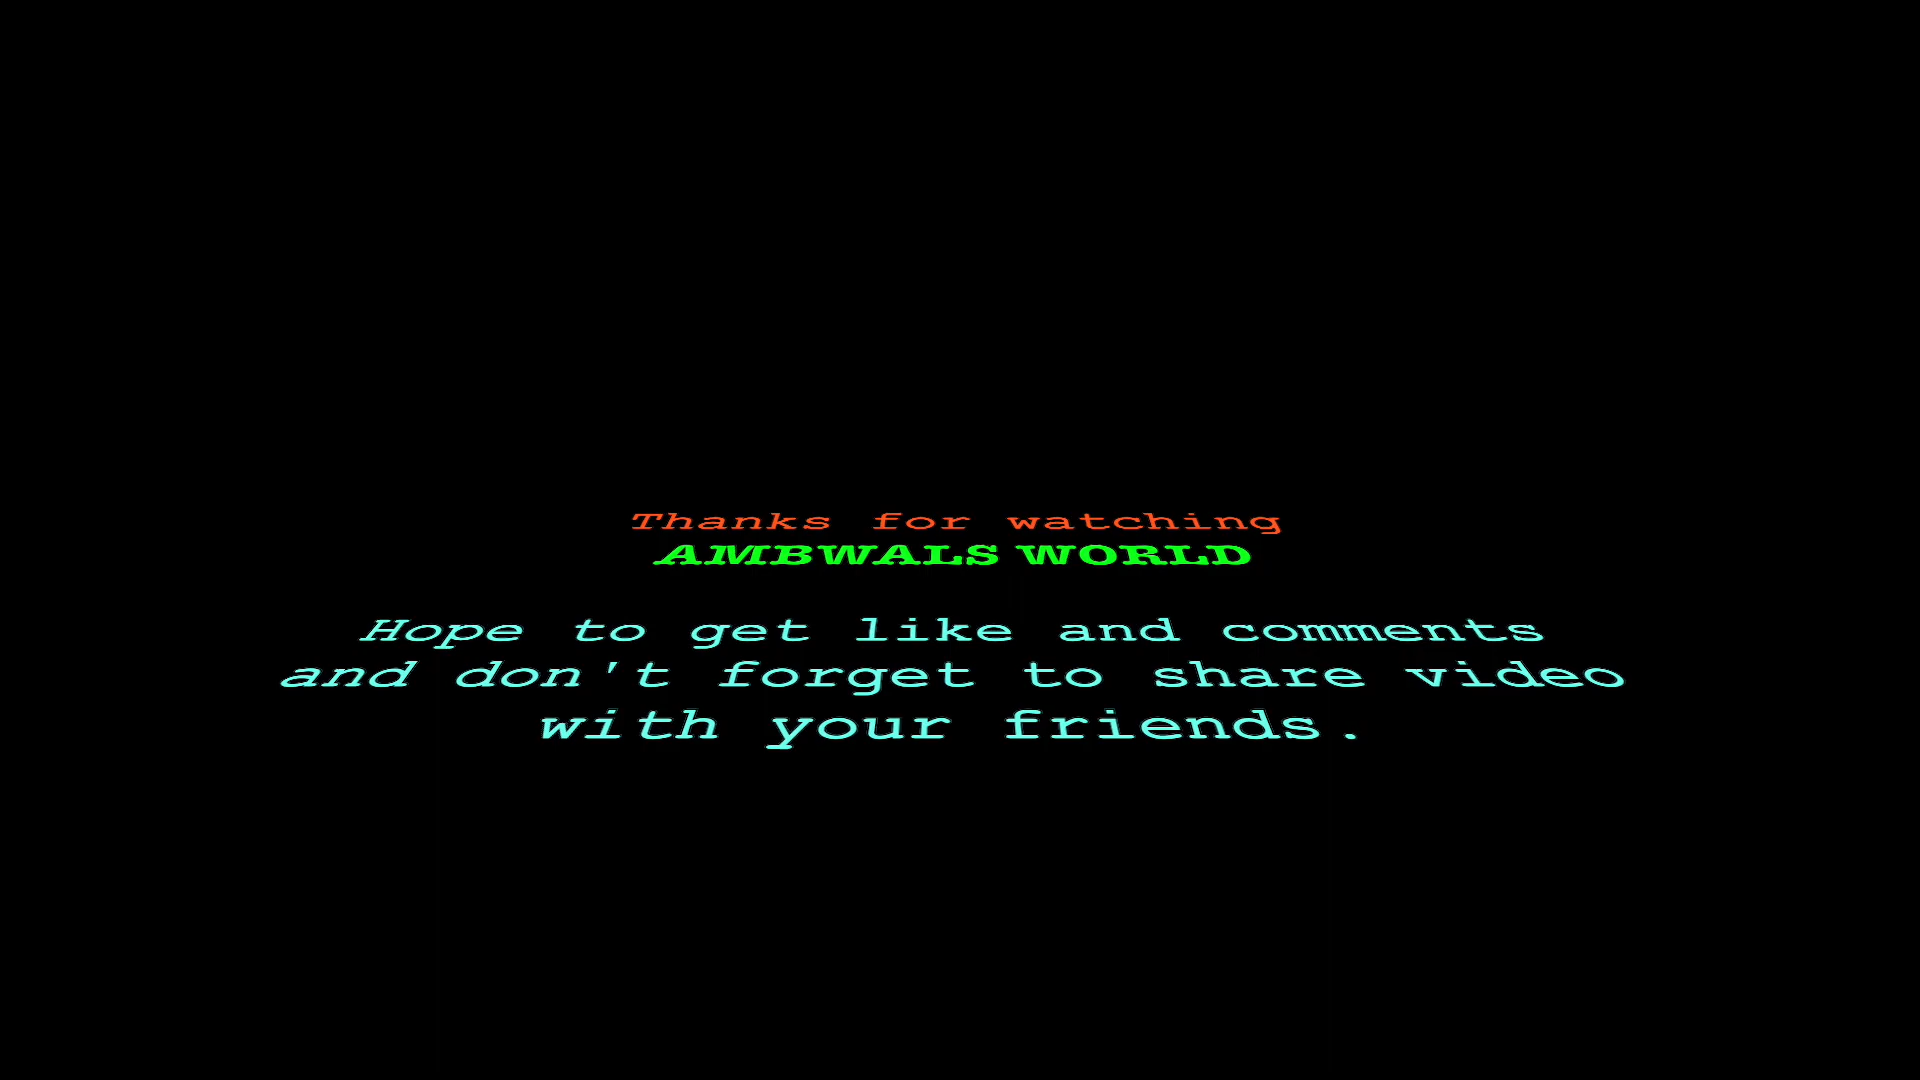 Thanks for watching
AMBWALS WORLD
Hope to get like and comments
and don't forget to share video
with your friends.